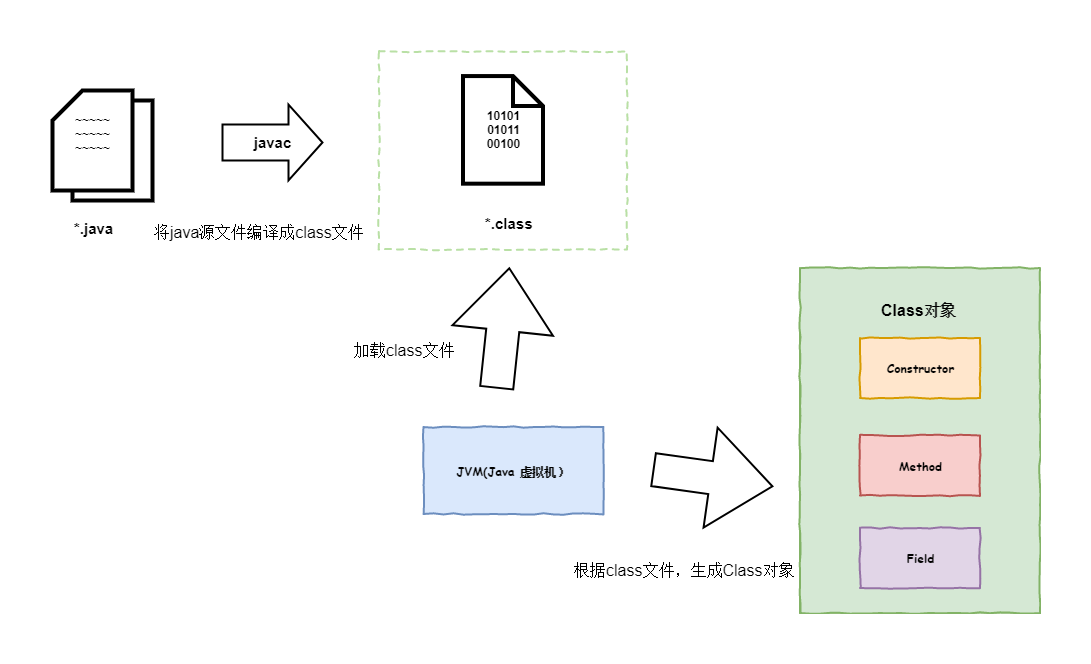 ~~~~~
~~~~~
~~~~~
*.java
javac
将java源文件编译成class文件
10101
01011
00100
*.class
加载class文件
JVM(Java 虚拟机）
根据class文件，生成Class对象
Class对象
Constructor
Method
Field